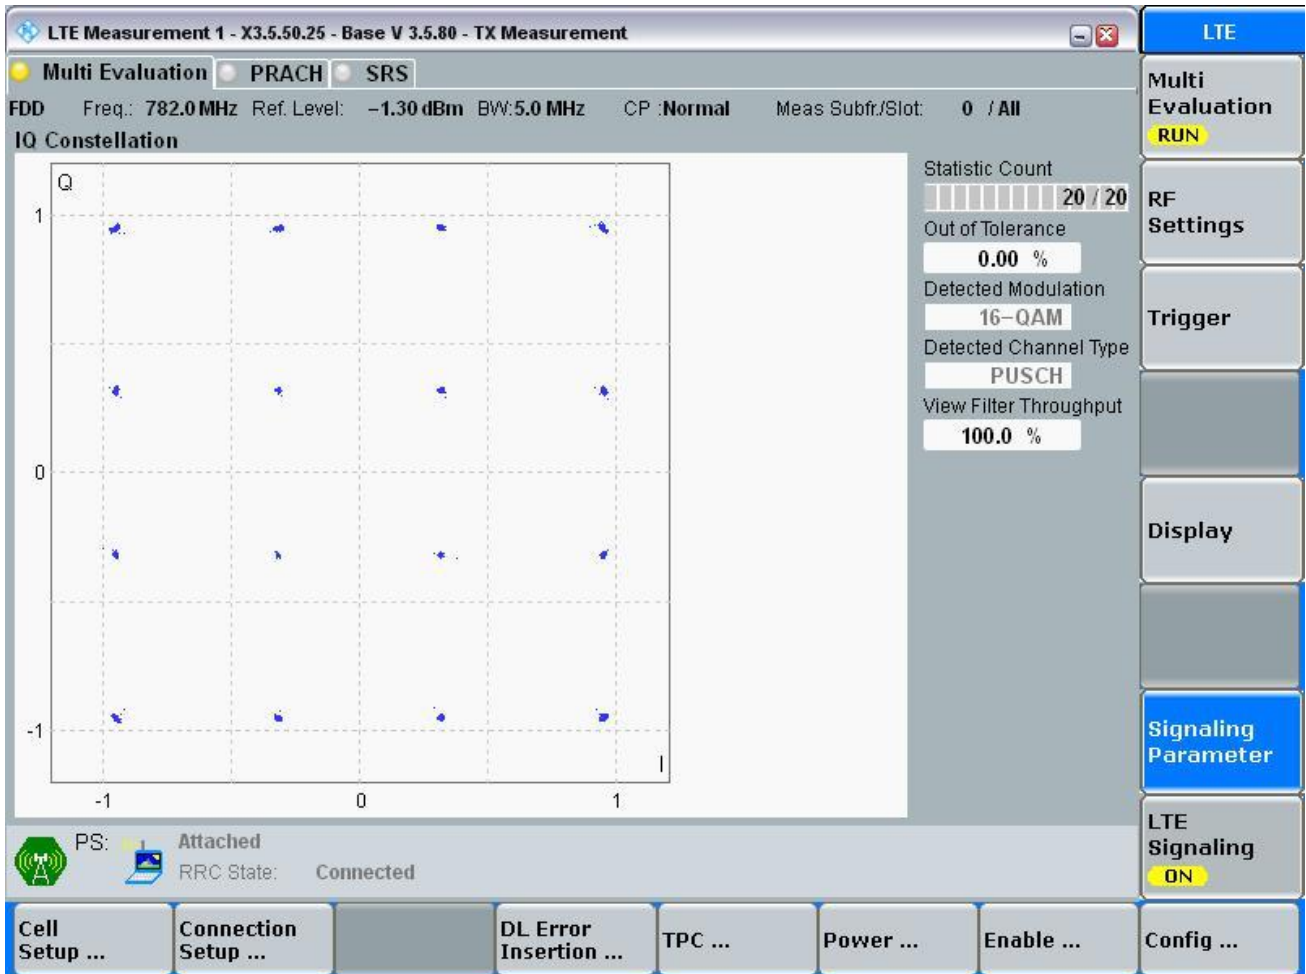 LTE Measurement 1 - X3.5.50.25 - Base V 3.5.80 - TX Measurement
LTE
Multi Evaluation PRACH SRS
FDD Freq.: 782.0 MHz Ref. Level: −1.30 dBm BW:5.0 MHz CP :Normal Meas Subfr./Slot: 0 / All
IQ Constellation
Q
1
0
-1
-1 0 1
I
Statistic Count
20 / 20
Out of Tolerance
0.00 %
Detected Modulation
16−QAM
Detected Channel Type
PUSCH
View Filter Throughput
100.0 %
Multi
Evaluation
RUN
RF
Settings
Trigger
Display
Signaling
Parameter
LTE
Signaling
ON
PS: Attached
RRC State: Connected
Cell
Setup ...
Connection
Setup ...
DL Error
Insertion ...
TPC ...
Power ...
Enable ...
Config ...